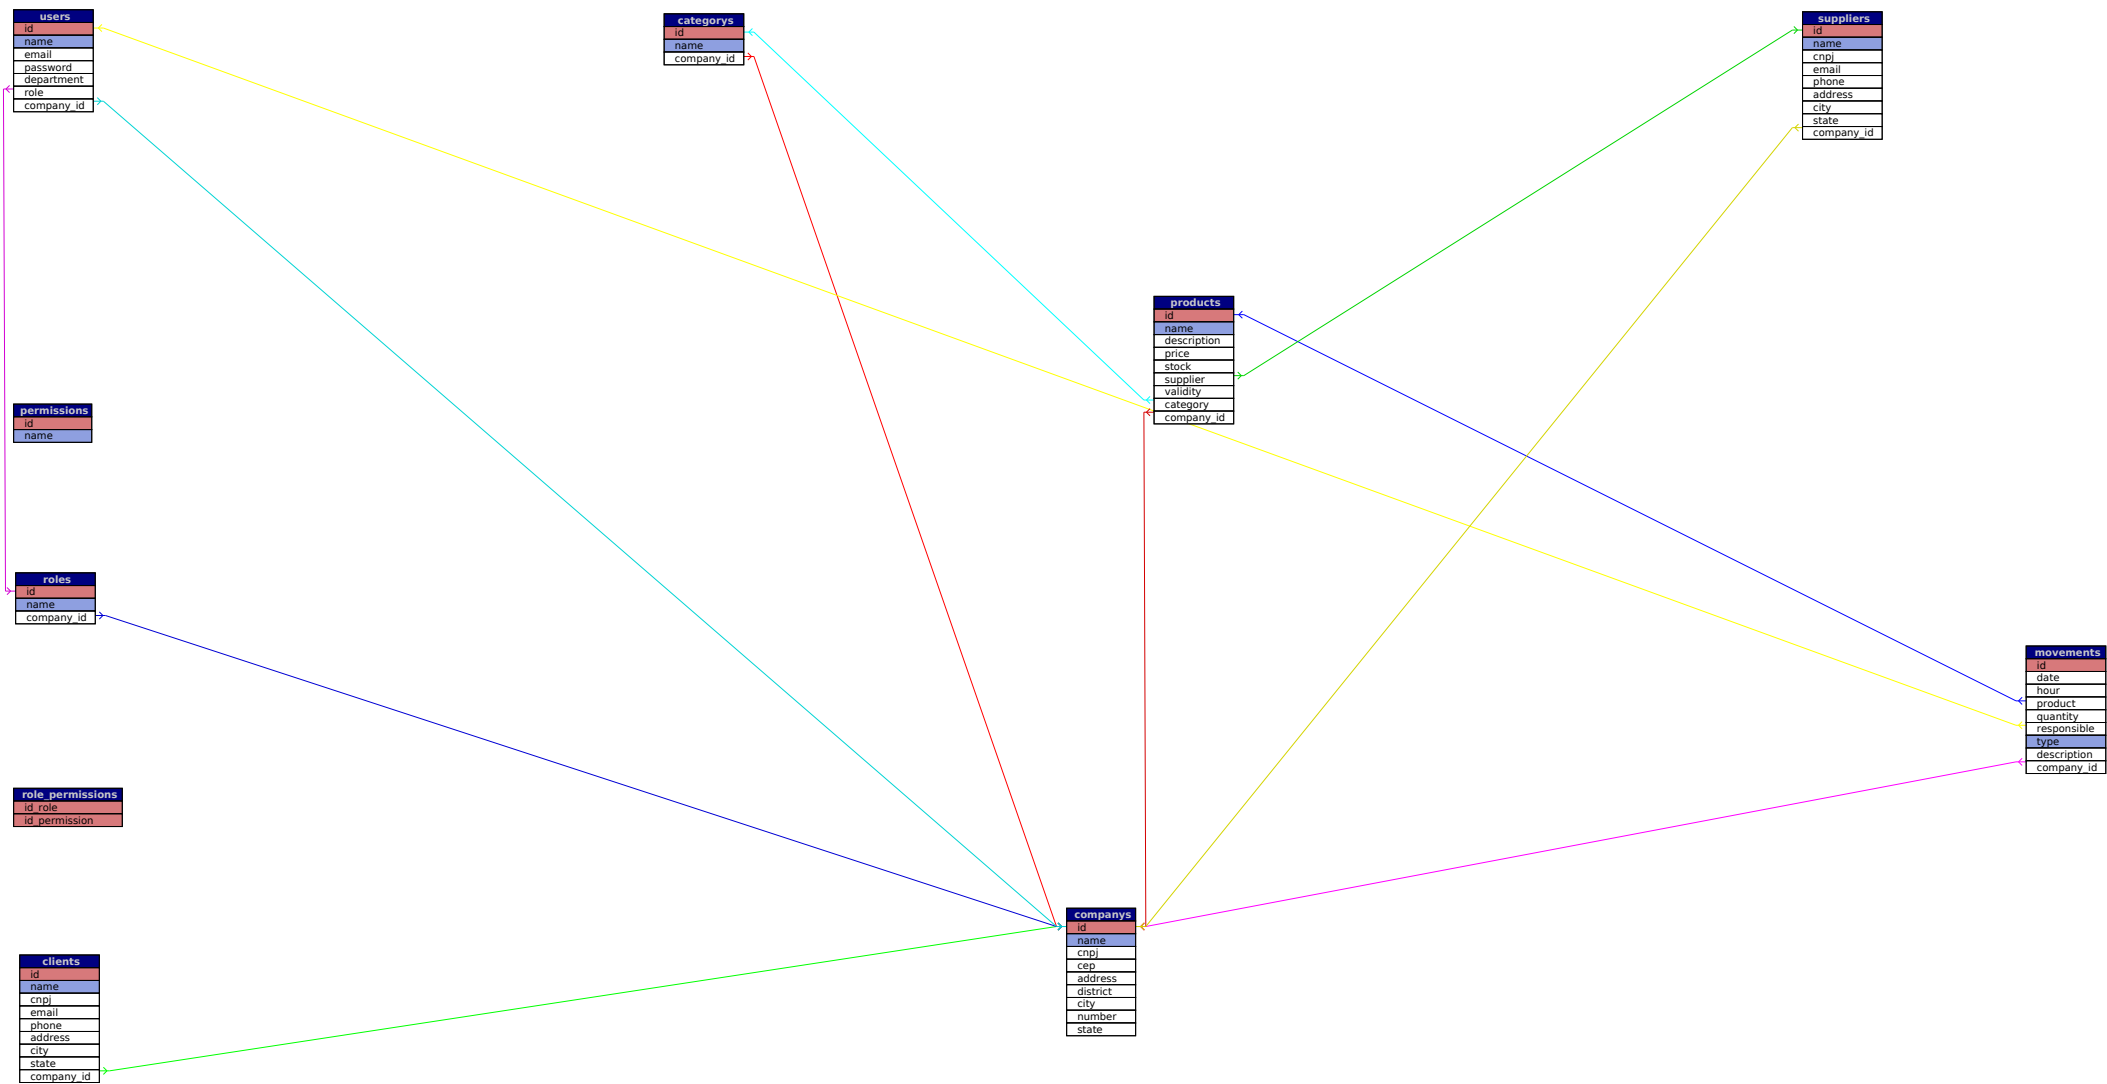 users
id
name
email
password
department
role
company_id
categorys
id
name
company_id
suppliers
id
name
cnpj
email
phone
address
city
state
company_id
products
id
name
description
price
stock
supplier
validity
category
company_id
permissions
id
name
roles
id
name
company_id
movements
id
date
hour
product
quantity
responsible
type
description
company_id
role_permissions
id_role
id_permission
companys
id
name
cnpj
cep
address
district
city
number
state
clients
id
name
cnpj
email
phone
address
city
state
company_id